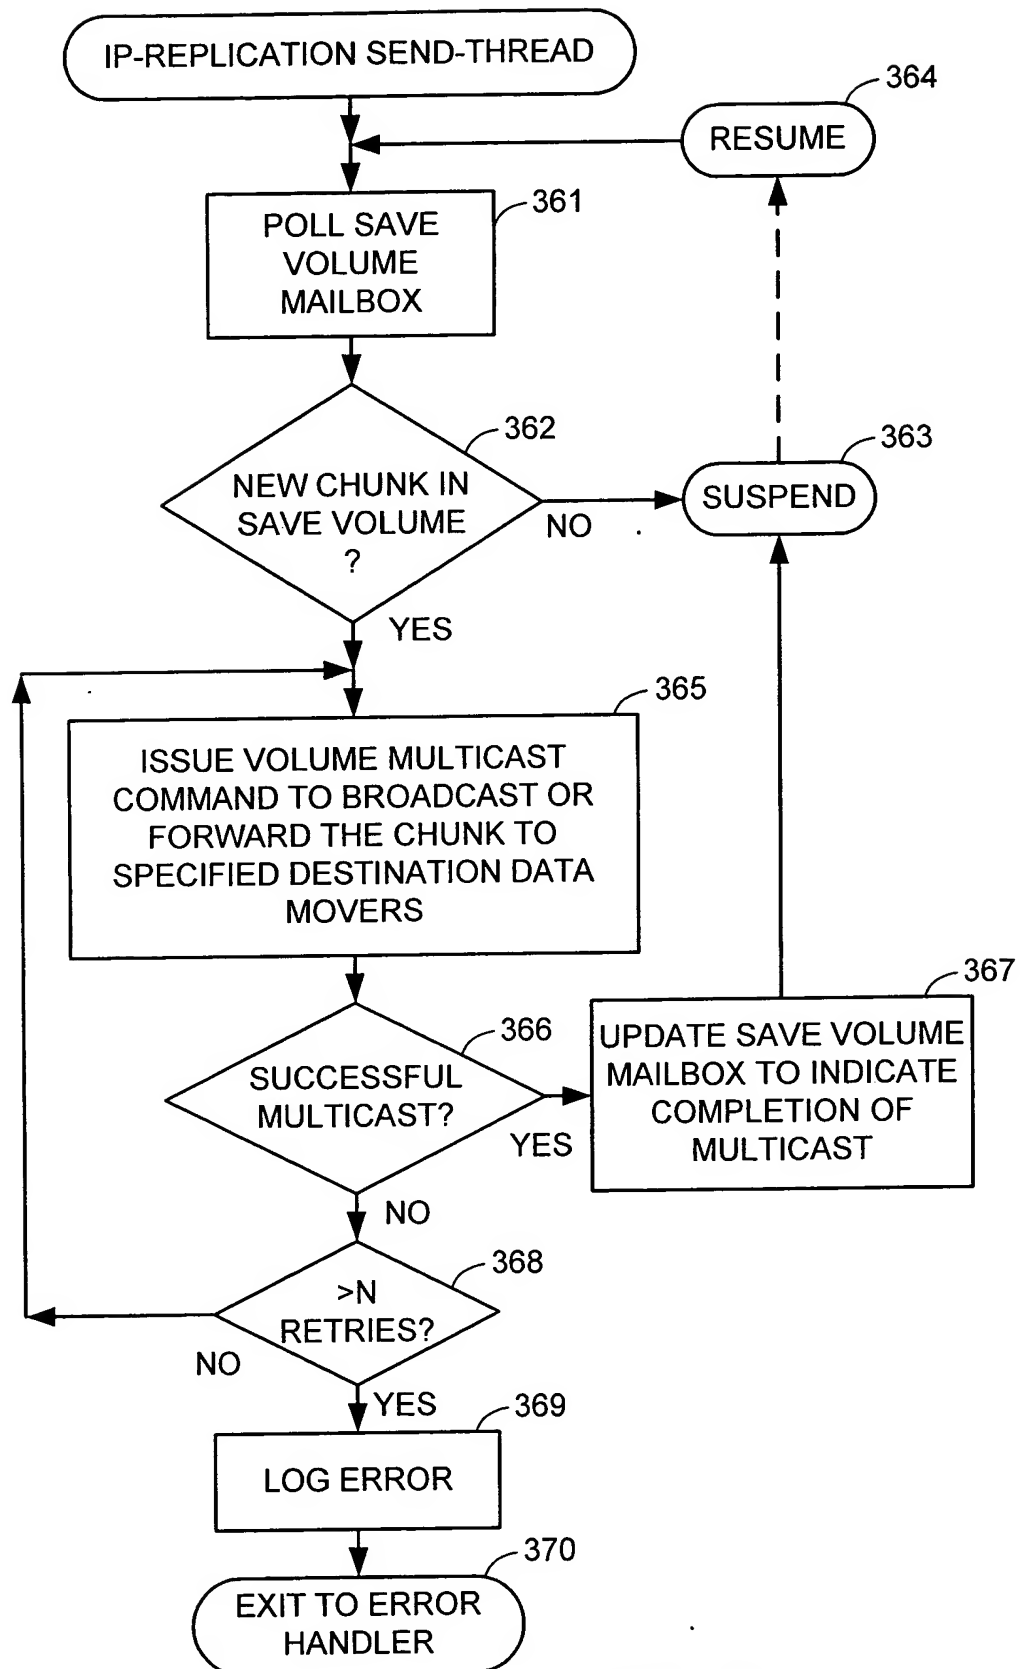 IP-REPLICATION SEND-THREAD
364
RESUME
361
POLL SAVE
VOLUME
MAILBOX
362
NEW CHUNK IN
SAVE VOLUME
?
NO
363
SUSPEND
YES
365
ISSUE VOLUME MULTICAST
COMMAND TO BROADCAST OR
FORWARD THE CHUNK TO
SPECIFIED DESTINATION DATA
MOVERS
366
SUCCESSFUL
MULTICAST?
YES
367
UPDATE SAVE VOLUME
MAILBOX TO INDICATE
COMPLETION OF
MULTICAST
NO
368
>N
RETRIES?
NO
YES
369
LOG ERROR
370
EXIT TO ERROR
HANDLER